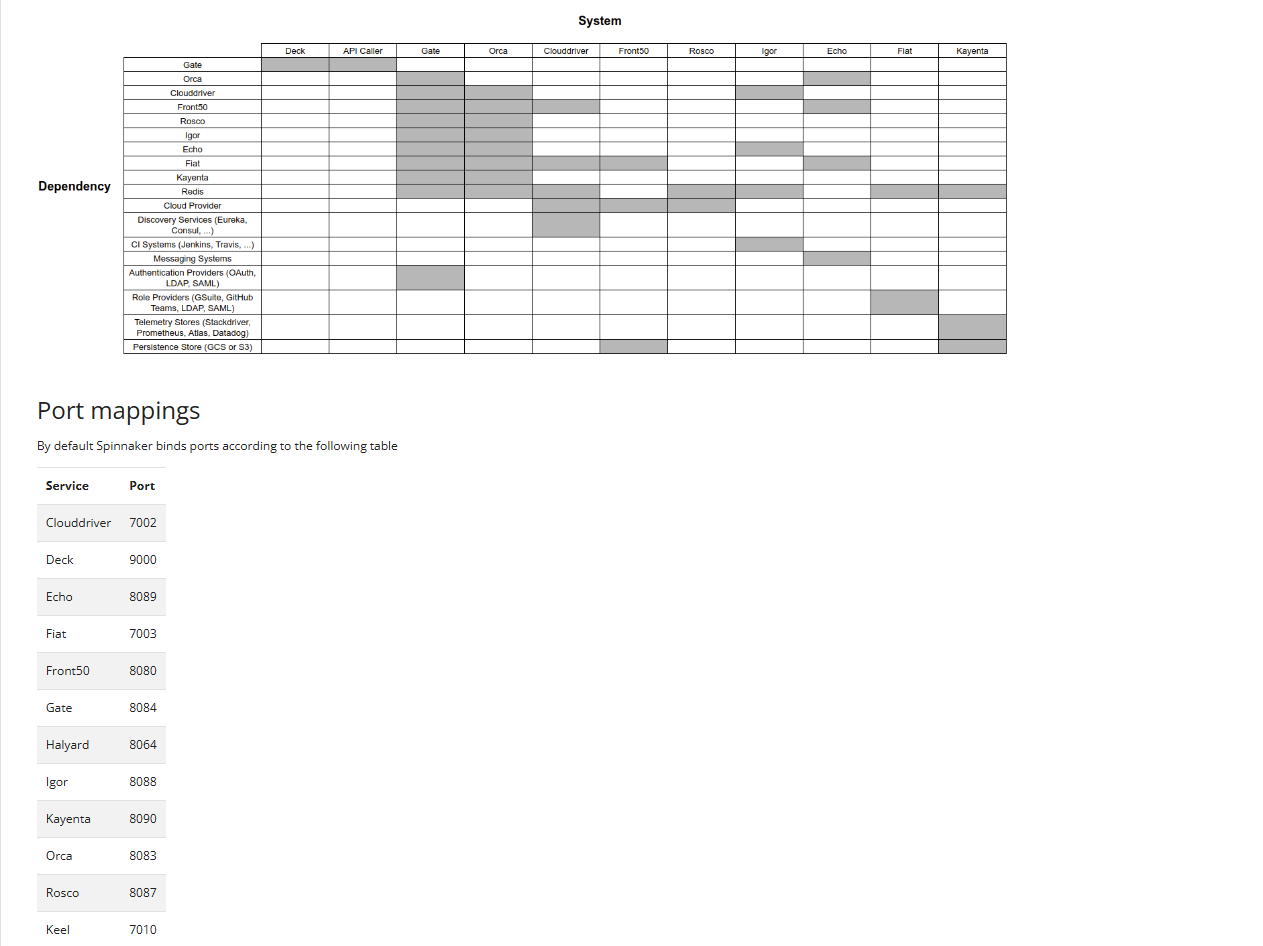 System
Deck API Caller Gate Orca Clouddriver Front50 Rosco Igor Echo Fiat Kayenta
Gate
Orca
Clouddriver
Front50
Rosco
Igor
Echo
Fiat
Kayenta
Dependency
Redis
Cloud Provider
Discovery Services (Eureka,
Consul, ...)
CI Systems (Jenkins, Travis, ...)
Messaging Systems
Authentication Providers (OAuth,
LDAP, SAML)
Role Providers (GSuite, GitHub
Teams, LDAP, SAML)
Telemetry Stores (Stackdriver,
Prometheus, Atlas, Datadog)
Persistence Store (GCS or S3)
Port mappings
By default Spinnaker binds ports according to the following table
Service Port
Clouddriver 7002
Deck 9000
Echo 8089
Fiat 7003
Front50 8080
Gate 8084
Halyard 8064
Igor 8088
Kayenta 8090
Orca 8083
Rosco 8087
Keel 7010